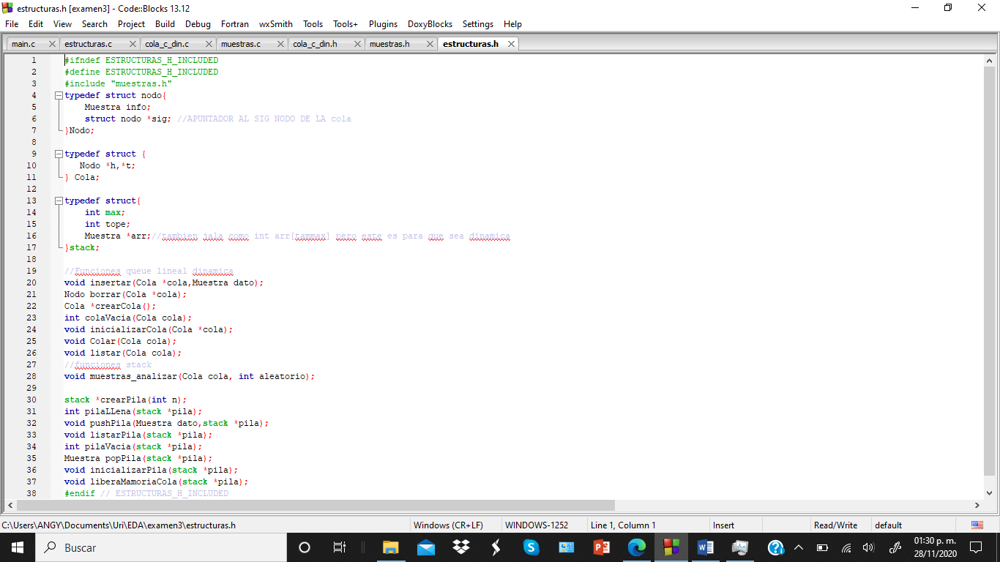 estructuras.h [examen3] - Code::Blocks 13.12
File Edit View Search Project Build Debug Fortran wxSmith Tools Tools+ Plugins DoxyBlocks Settings Help
main.c estructuras.c cola_c_din.c muestras.c cola_c_din.h muestras.h estructuras.h
1 #ifndef ESTRUCTURAS_H_INCLUDED
2 #define ESTRUCTURAS_H_INCLUDED
3 #include "muestras.h"
4 typedef struct nodo{
5 Muestra info;
6 struct nodo *sig; //APUNTADOR AL SIG NODO DE LA cola
7 }Nodo;
8
9 typedef struct {
10 Nodo *h,*t;
11 } Cola;
12
13 typedef struct{
14 int max;
15 int tope;
16 Muestra *arr;//tambien jala como int arr[tammax] pero este es para que sea dinamica
17 }stack;
18
19 //Funciones queue lineal dinamica
20 void insertar(Cola *cola,Muestra dato);
21 Nodo borrar(Cola *cola);
22 Cola *crearCola();
23 int colaVacia(Cola cola);
24 void inicializarCola(Cola *cola);
25 void Colar(Cola cola);
26 void listar(Cola cola);
27 //funciones stack
28 void muestras_analizar(Cola cola, int aleatorio);
29
30 stack *crearPila(int n);
31 int pilaLLena(stack *pila);
32 void pushPila(Muestra dato,stack *pila);
33 void listarPila(stack *pila);
34 int pilaVacia(stack *pila);
35 Muestra popPila(stack *pila);
36 void inicializarPila(stack *pila);
37 void liberaMamoriaCola(stack *pila);
38 #endif // ESTRUCTURAS_H_INCLUDED
C:\Users\ANGY\Documents\Uri\EDA\examen3\estructuras.h Windows (CR+LF) WINDOWS-1252 Line 1, Column 1 Insert Read/Write default
Buscar
01:30 p. m.
28/11/2020